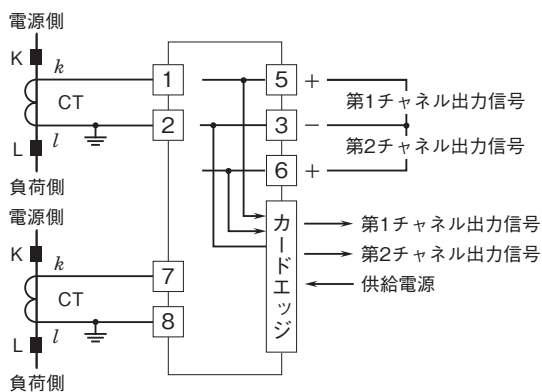 電源側
K
k
CT
L
l
負荷側
1
2
5
+
第1チャネル出力信号
3
−
第2チャネル出力信号
6
+
電源側
K
k
CT
L
l
負荷側
7
8
カードエッジ
第1チャネル出力信号
第2チャネル出力信号
供給電源